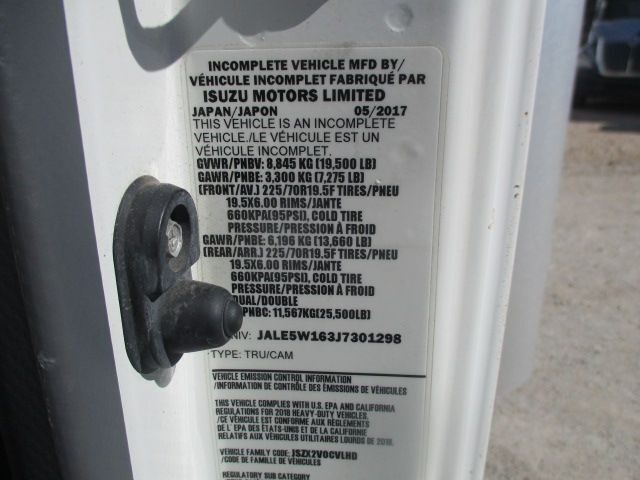 INCOMPLETE VEHICLE MFD BY/
VÉHICULE INCOMPLET FABRIQUÉ PAR
ISUZU MOTORS LIMITED
JAPAN/JAPON 05/2017
THIS VEHICLE IS AN INCOMPLETE
VEHICLE./LE VÉHICULE EST UN
VEHICULE INCOMPLET.
GVWR/PNBV: 8,845 KG (19,500 LB)
GAWR/PNBE: 3,300 KG (7,275 LB)
(FRONT/AV.) 225/70R19.5F TIRES/PNEU
19.5X6.00 RIMS/JANTE
660KPA(95PSI), COLD TIRE
PRESSURE/PRESSION À FROID
GAWR/PNBE: 6,196 KG (13,660 LB)
(REAR/ARR.) 225/70R19.5F TIRES/PNEU
19.5X6.00 RIMS/JANTE
660KPA(95PSI), COLD TIRE
PRESSURE/PRESSION À FROID
DUAL/DOUBLE
PNBC: 11,567KG(25,500LB)
NIV: JALE5W163J7301298
TYPE: TRU/CAM
VEHICLE EMISSION CONTROL INFORMATION
/INFORMATION DE CONTRÔLE DES ÉMISSIONS DE VÉHICULES
THIS VEHICLE COMPLIES WITH U.S. EPA AND CALIFORNIA
REGULATIONS FOR 2018 HEAVY-DUTY VEHICLES.
/CE VÉHICULE EST CONFORME AUX RÈGLEMENTS
D'EPA DES ÉTATS-UNIS ET DE LA CALIFORNIE
RELATIFS AUX VÉHICULES UTILITAIRES LOURDS DE 2018.
VEHICLE FAMILY CODE: JSZX2VOCVLHD
/CODE DE FAMILLE DE VÉHICULES
REGULATORY SUB CATEGORY